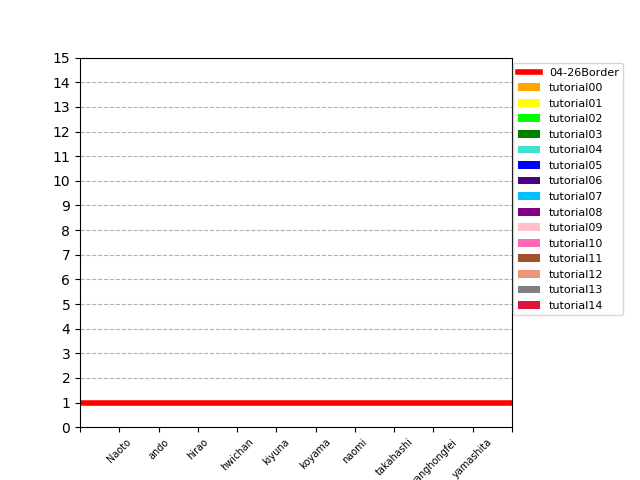 15
14
13
12
11
10
9
8
7
6
5
4
3
2
1
0
Naoto
ando
hirao
hwichan
kiyuna
koyama
naomi
takahashi
yamashita
04-26Border
tutorial00
tutorial01
tutorial02
tutorial03
tutorial04
tutorial05
tutorial06
tutorial07
tutorial08
tutorial09
tutorial10
tutorial11
tutorial12
tutorial13
tutorial14